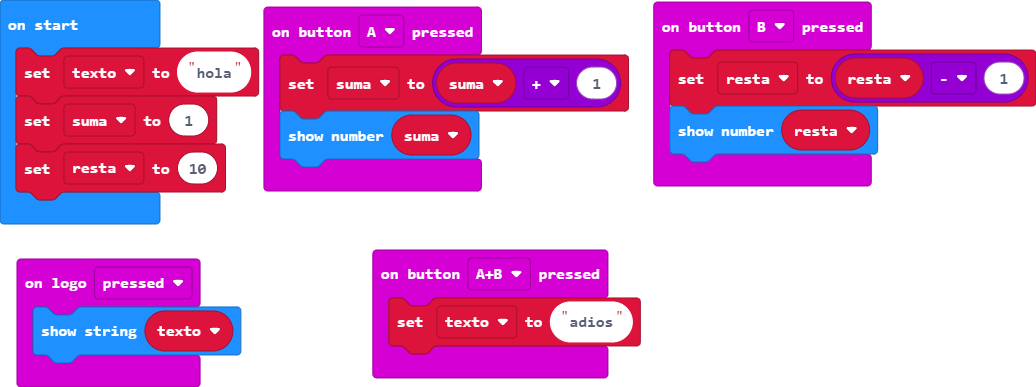 on start
set texto to "hola"
set suma to 1
set resta to 10
on button A pressed
set suma to suma + 1
show number suma
on button B pressed
set resta to resta - 1
show number resta
on logo pressed
show string texto
on button A+B pressed
set texto to "adios"